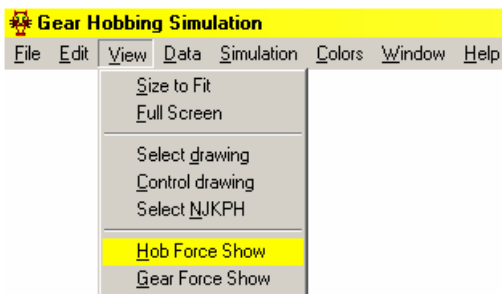 Gear Hobbing Simulation
File Edit View Data Simulation Colors Window Help
Size to Fit
Full Screen
Select drawing
Control drawing
Select NJKPH
Hob Force Show
Gear Force Show